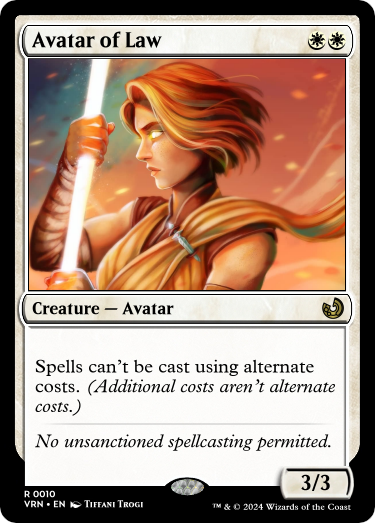 Avatar of Law
Creature — Avatar
Spells can't be cast using alternate
costs. (Additional costs aren't alternate
costs.)
No unsanctioned spellcasting permitted.
3/3
R 0010
VRN • EN Tiffani Trogi
™ & © 2024 Wizards of the Coast